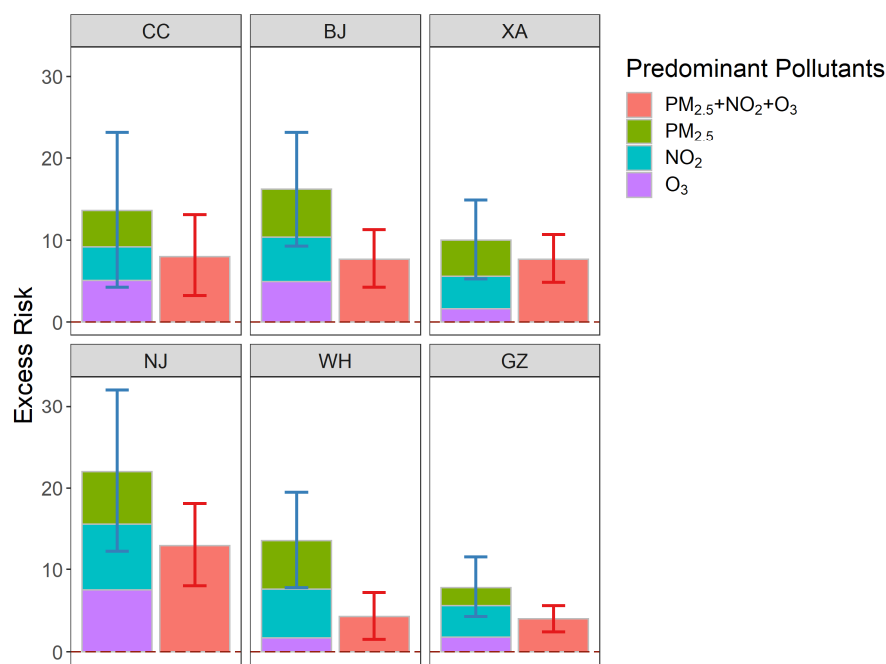 CC
BJ
XA
30
20
10
0
NJ
WH
GZ
30
20
10
0
Excess Risk
Predominant Pollutants
PM2.5+NO2+O3
PM2.5
NO2
O3